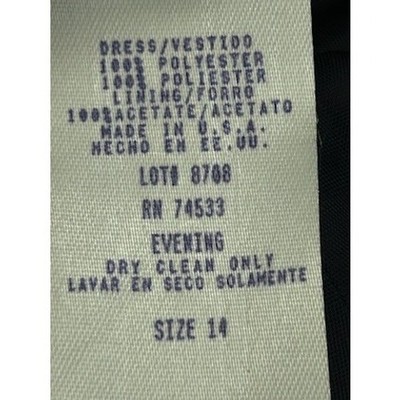 DRESS/VESTIDO
100% POLYESTER
100% POLIESTER
LINING/FORRO
100%ACETATE/ACETATO
MADE IN U.S.A.
HECHO EN EE.UU.
LOT# 8708
RN 74533
EVENING
DRY CLEAN ONLY
LAVAR EN SECO SOLAMENTE
SIZE 14